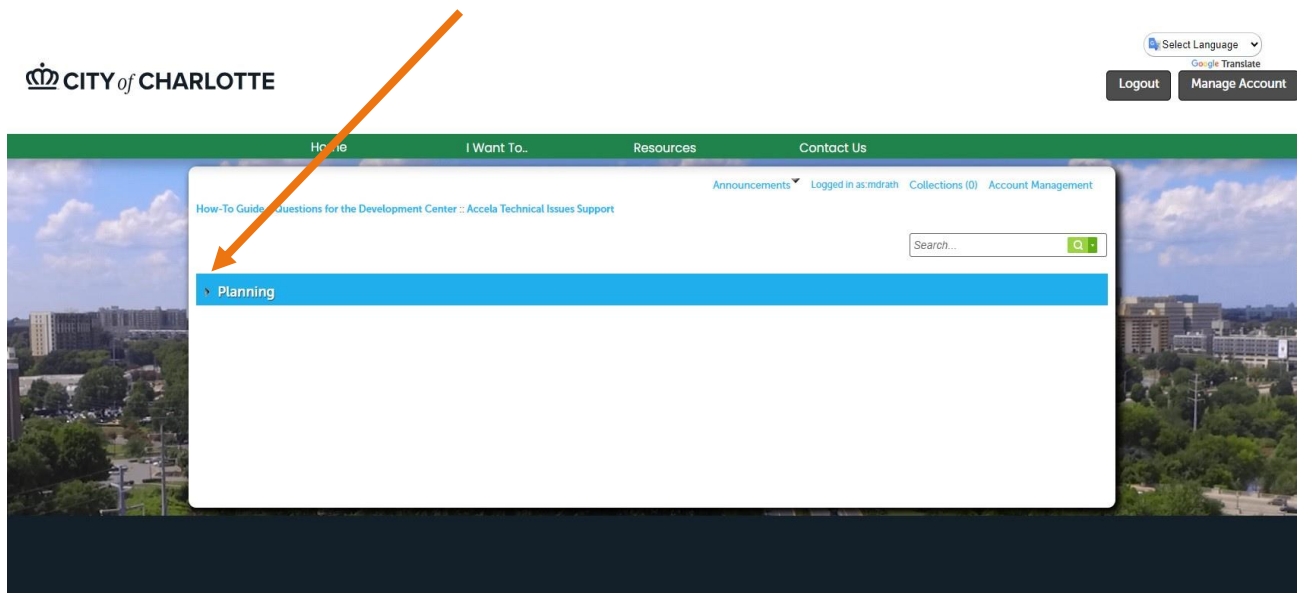 Select Language
Google Translate
CITY of CHARLOTTE
Logout Manage Account
Home I Want To.. Resources Contact Us
Announcements Logged in as:mdrath Collections (0) Account Management
How-To Guide :: Questions for the Development Center :: Accela Technical Issues Support
Search...
Planning